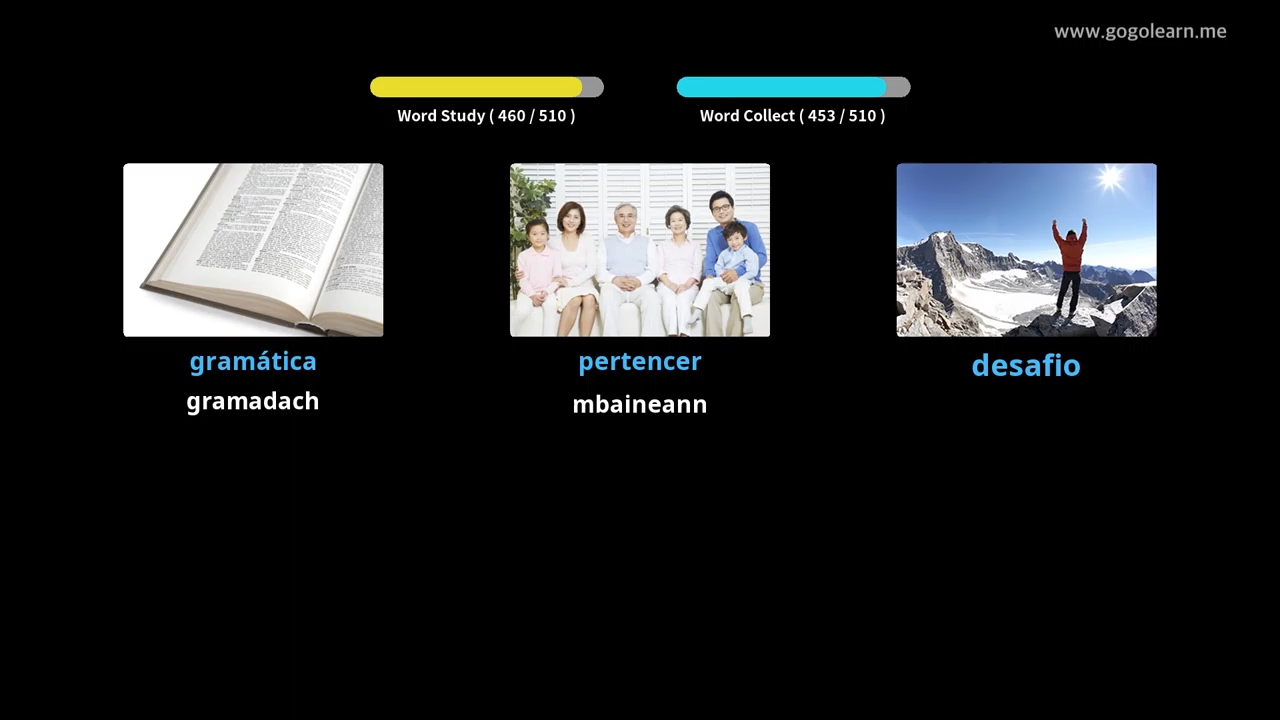 www.gogolearn.me
Word Study ( 460 / 510 )
Word Collect ( 453 / 510 )
gramática
gramadach
pertencer
mbaineann
desafio